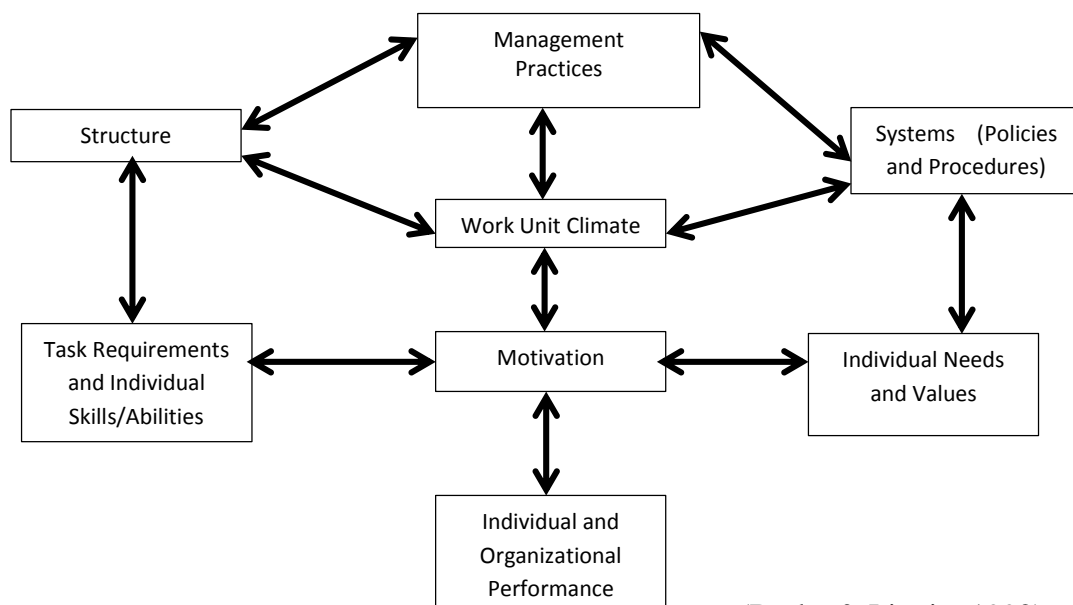 Management
Practices
Structure
Systems (Policies
and Procedures)
Work Unit Climate
Task Requirements
and Individual
Skills/Abilities
Motivation
Individual Needs
and Values
Individual and
Organizational
Performance